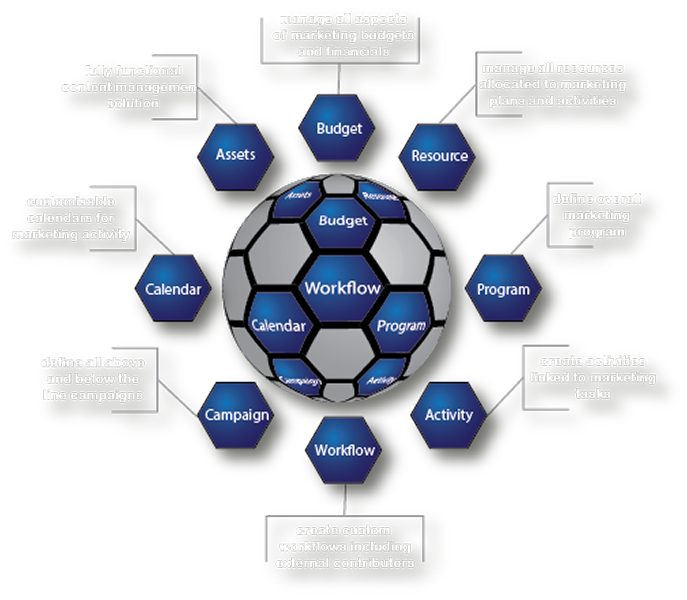 manage all aspects
of marketing budgets
and financials
fully functional
content management
solution
manage all resources
allocated to marketing
plans and activities
Budget
Assets
Resource
Assets
Resource
Budget
customisable
calendars for
marketing activity
define overall
marketing
program
Calendar
Workflow
Program
Calendar
Program
define all above
and below the
line campaigns
create activities
linked to marketing
tasks
Campaign
Activity
Campaign
Activity
Workflow
create custom
workflows including
external contributors